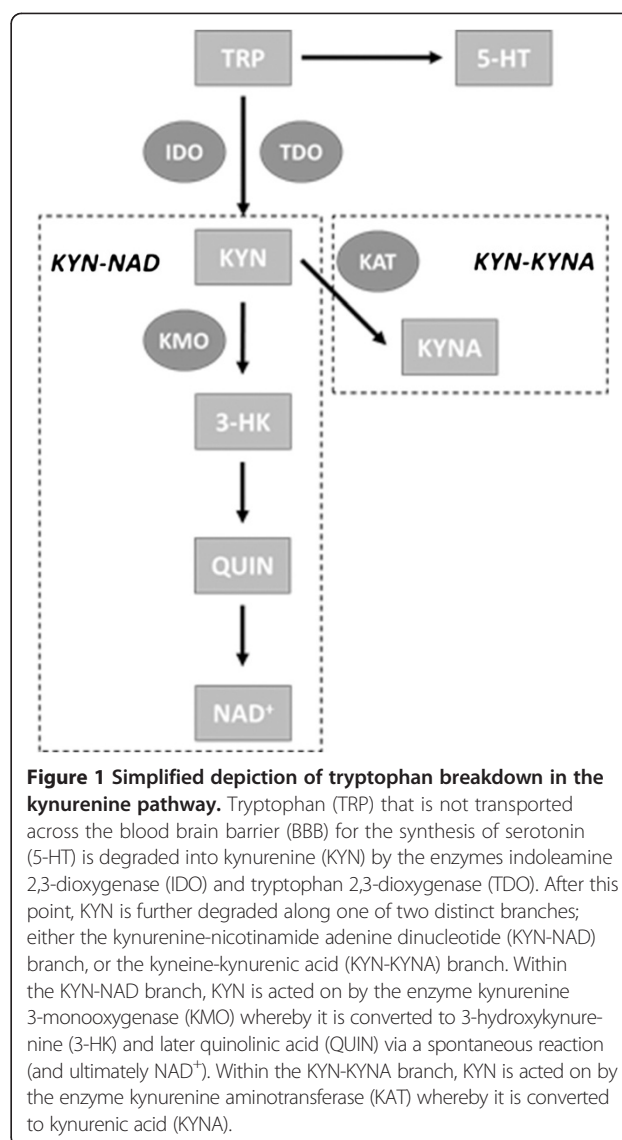 TRP 5-HT
IDO TDO
KYN-NAD KYN KAT KYN-KYNA
KMO KYNA
3-HK
QUIN
NAD⁺
Figure 1 Simplified depiction of tryptophan breakdown in the
kynurenine pathway. Tryptophan (TRP) that is not transported
across the blood brain barrier (BBB) for the synthesis of serotonin
(5-HT) is degraded into kynurenine (KYN) by the enzymes indoleamine
2,3-dioxygenase (IDO) and tryptophan 2,3-dioxygenase (TDO). After this
point, KYN is further degraded along one of two distinct branches;
either the kynurenine-nicotinamide adenine dinucleotide (KYN-NAD)
branch, or the kyneine-kynurenic acid (KYN-KYNA) branch. Within
the KYN-NAD branch, KYN is acted on by the enzyme kynurenine
3-monooxygenase (KMO) whereby it is converted to 3-hydroxykynure-
nine (3-HK) and later quinolinic acid (QUIN) via a spontaneous reaction
(and ultimately NAD⁺). Within the KYN-KYNA branch, KYN is acted on by
the enzyme kynurenine aminotransferase (KAT) whereby it is converted
to kynurenic acid (KYNA).